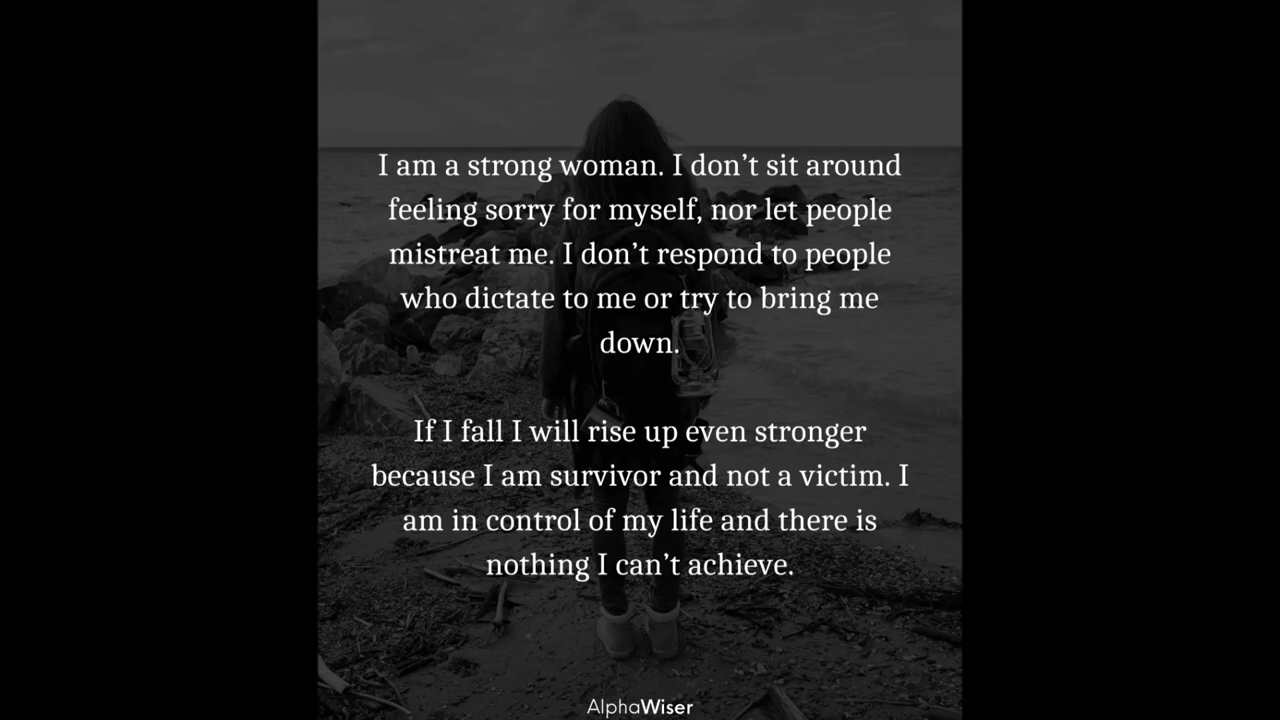 I am a strong woman. I don’t sit around
feeling sorry for myself, nor let people
mistreat me. I don’t respond to people
who dictate to me or try to bring me
down.
If I fall I will rise up even stronger
because I am survivor and not a victim. I
am in control of my life and there is
nothing I can’t achieve.
AlphaWiser